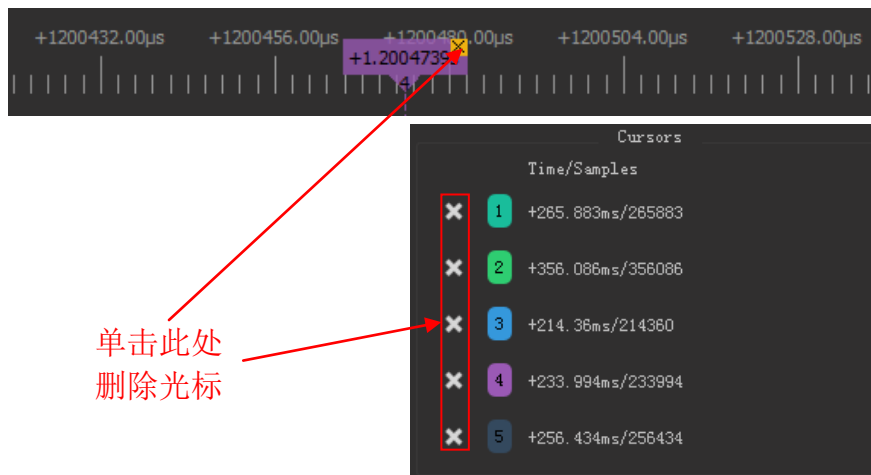 +1200432.00µs +1200456.00µs +1200480.00µs +1200504.00µs +1200528.00µs
4
Cursors
Time/Samples
1 +265.883ms/265883
2 +356.086ms/356086
3 +214.36ms/214360
4 +233.994ms/233994
5 +256.434ms/256434
单击此处
删除光标